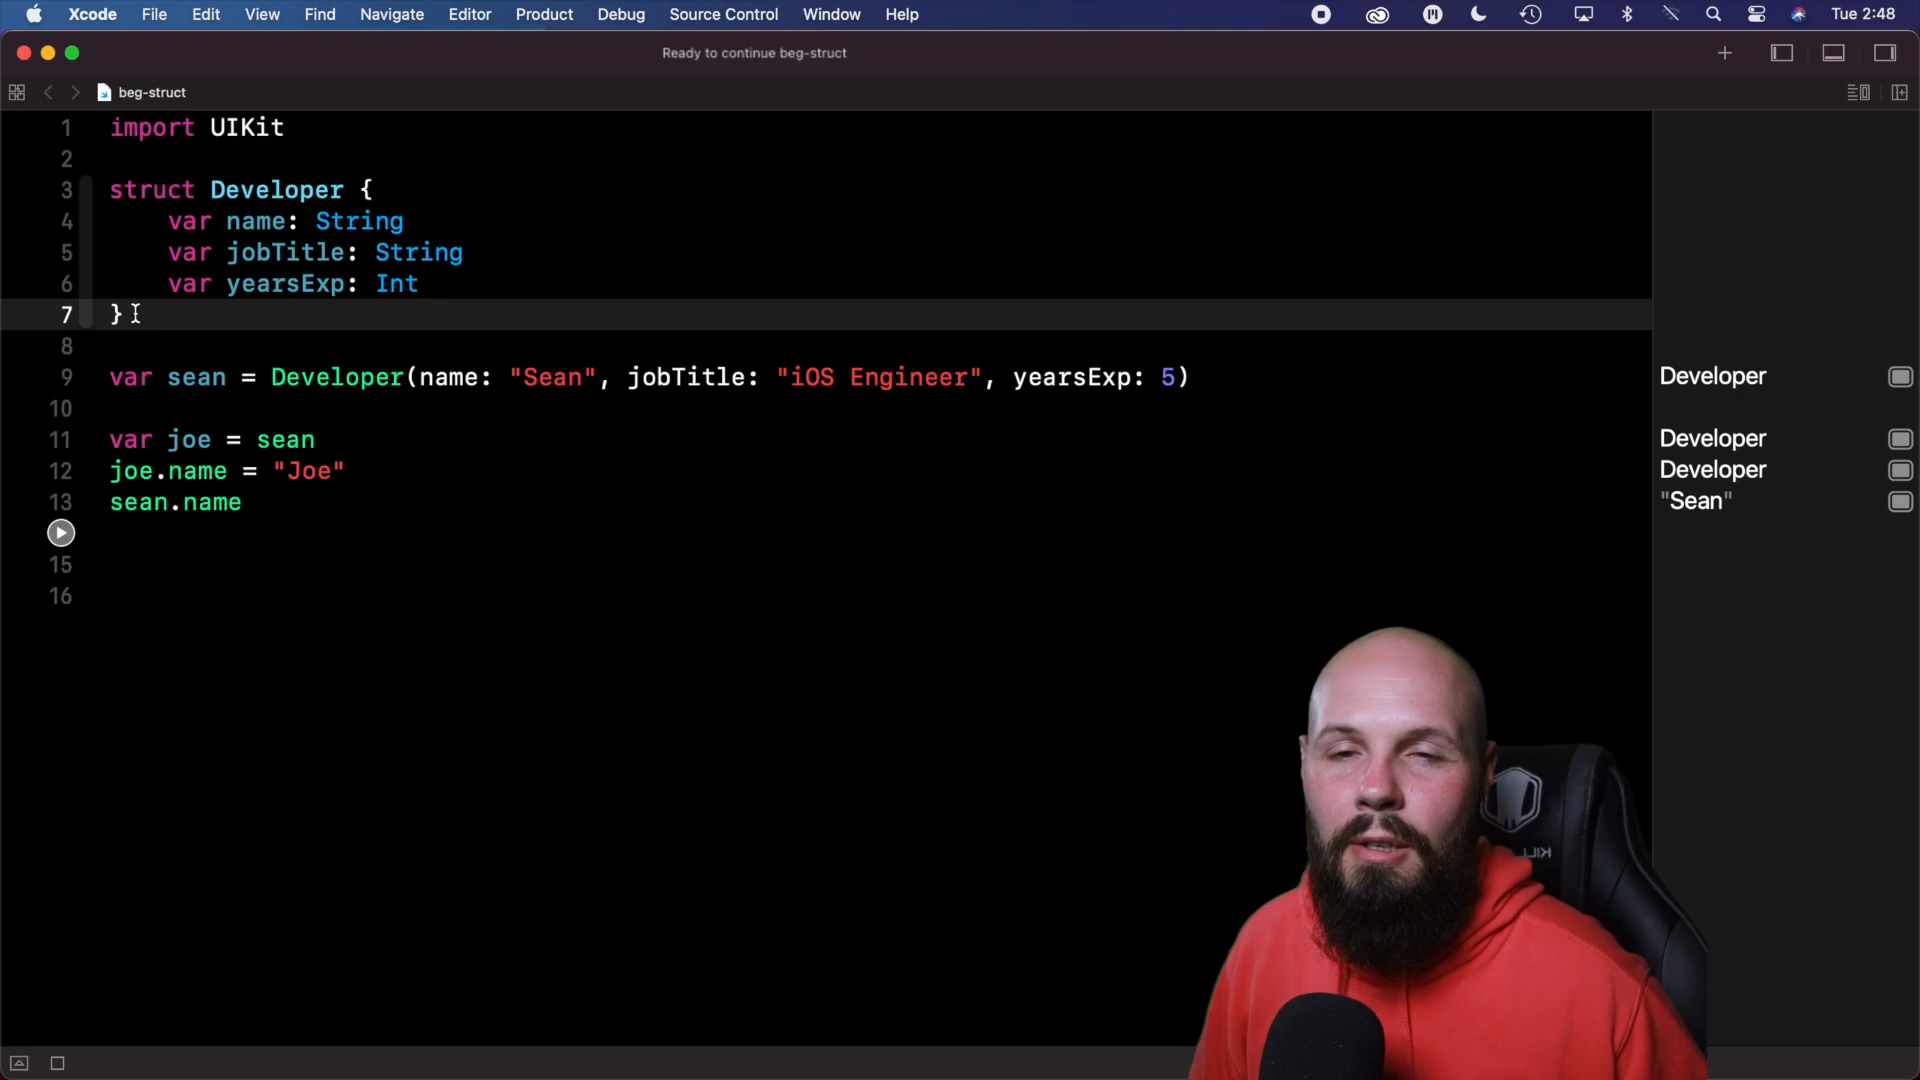 Xcode File Edit View Find Navigate Editor Product Debug Source Control Window Help Tue 2:48
Ready to continue beg-struct
beg-struct
1 import UIKit
2
3 struct Developer {
4 var name: String
5 var jobTitle: String
6 var yearsExp: Int
7 }
8
9 var sean = Developer(name: "Sean", jobTitle: "iOS Engineer", yearsExp: 5) Developer
10
11 var joe = sean Developer
12 joe.name = "Joe" Developer
13 sean.name "Sean"
15
16